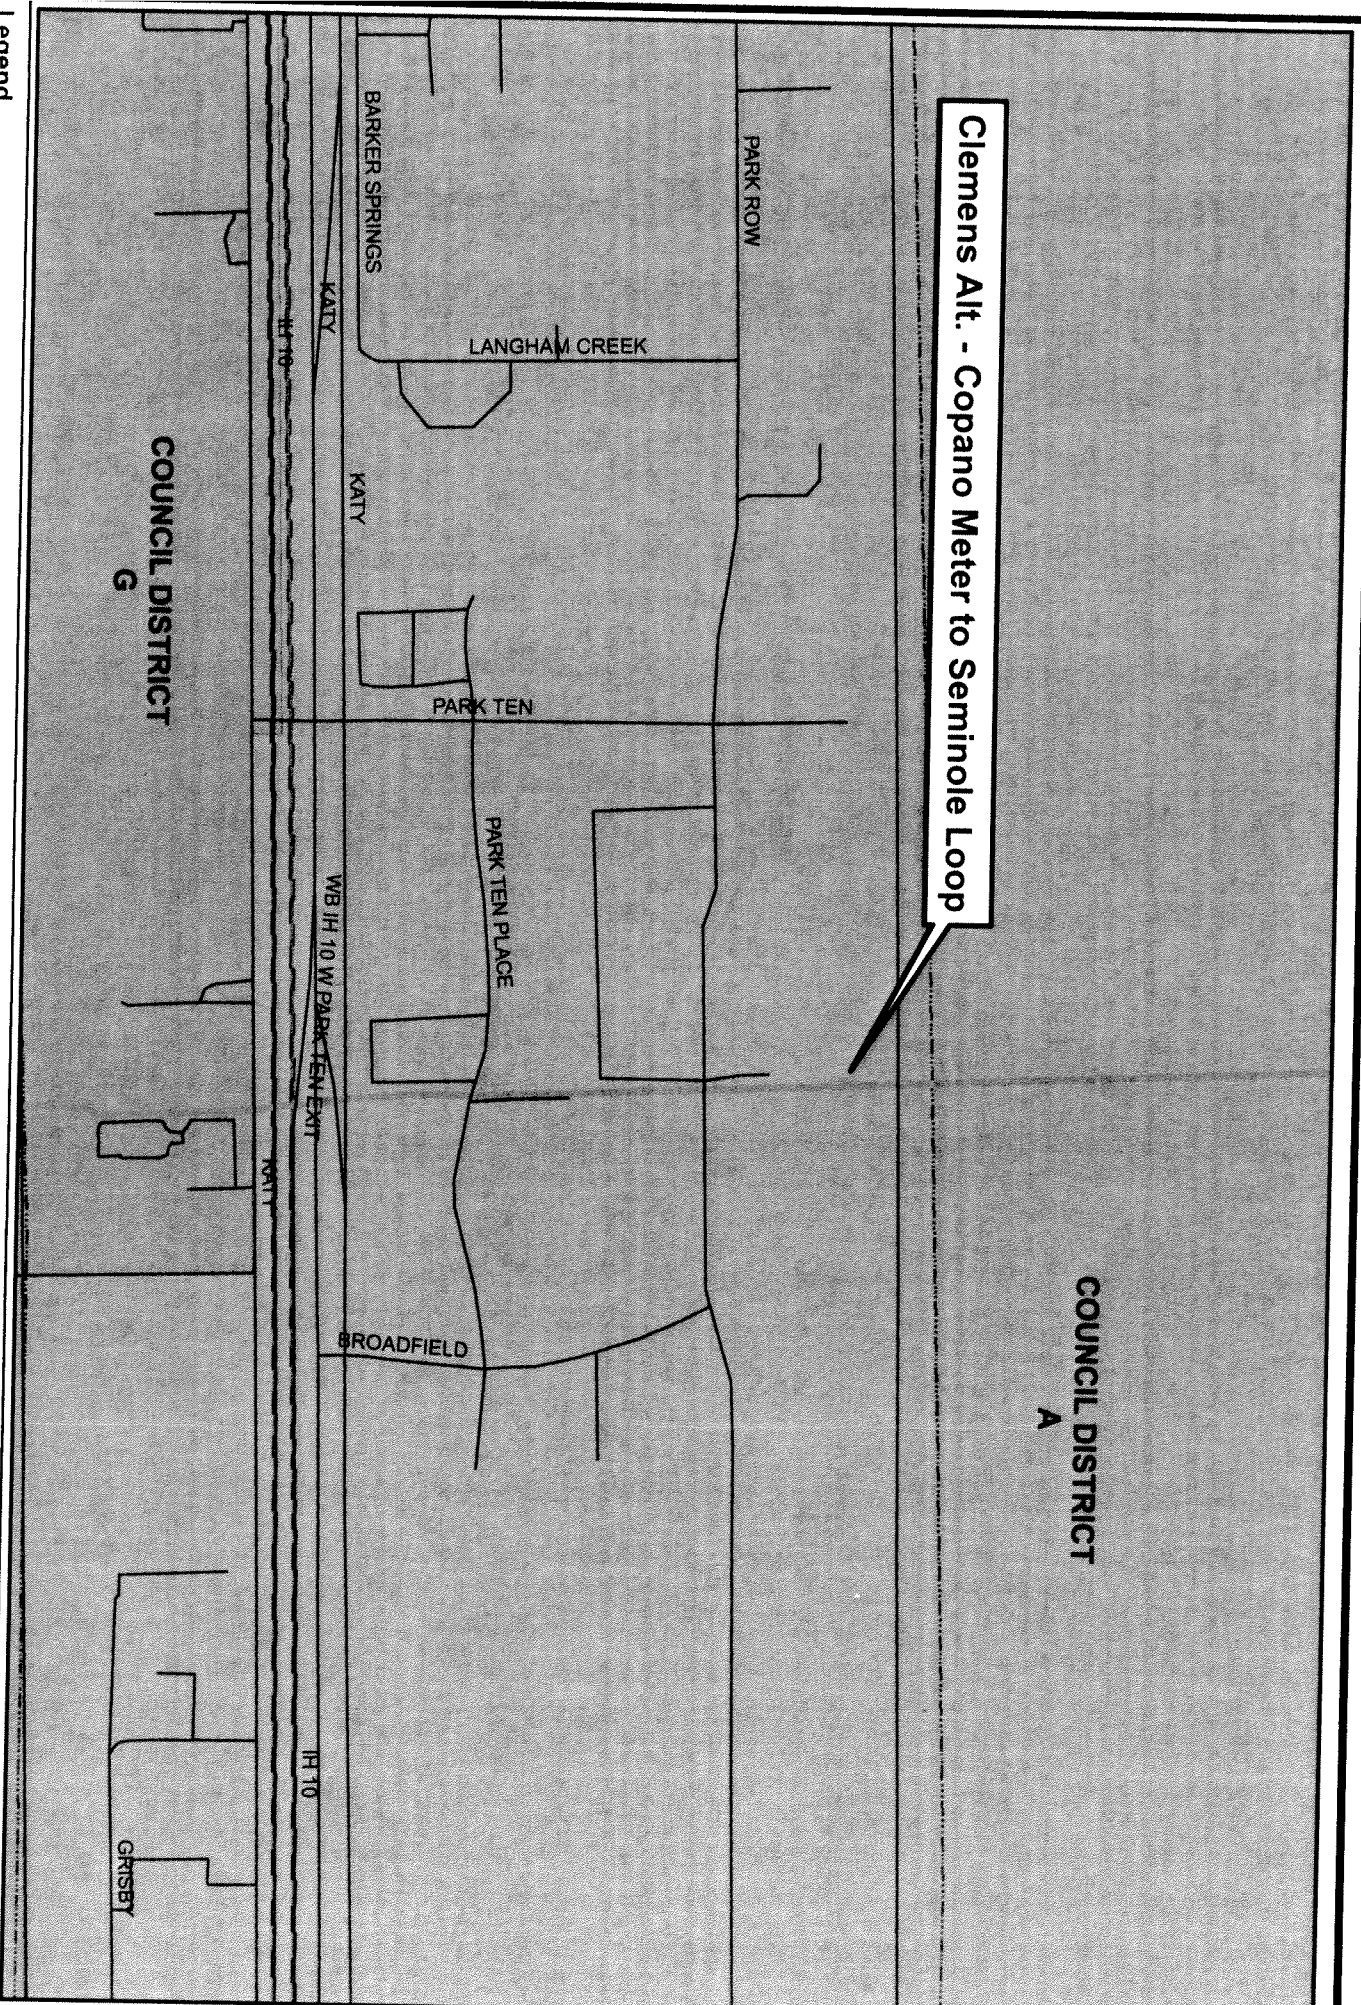 Clemens Alt. - Copano Meter to Seminole Loop
COUNCIL DISTRICT
A
PARK ROW
LANGHAM CREEK
PARK TEN
PARK TEN PLACE
BROADFIELD
BARKER SPRINGS
KATY
KATY
WB IH 10 W PARK TEN EXIT
IH 10
IH 10
KATY
COUNCIL DISTRICT
G
GRISBY
Legend